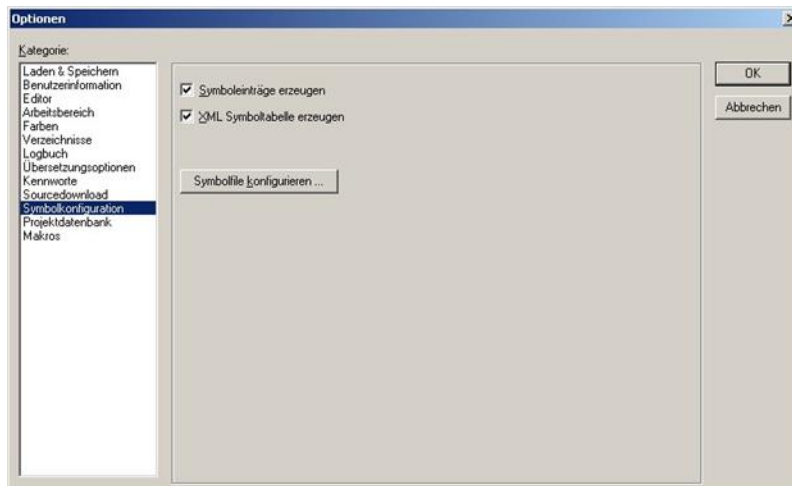 Optionen
Kategorie:
Laden & Speichern
Benutzerinformation
Editor
Arbeitsbereich
Farben
Verzeichnisse
Logbuch
Übersetzungsoptionen
Kennworte
Sourcedownload
Symbolkonfiguration
Projektdatenbank
Makros
Symboleinträge erzeugen
XML Symboltabelle erzeugen
Symbolfile konfigurieren ...
OK
Abbrechen